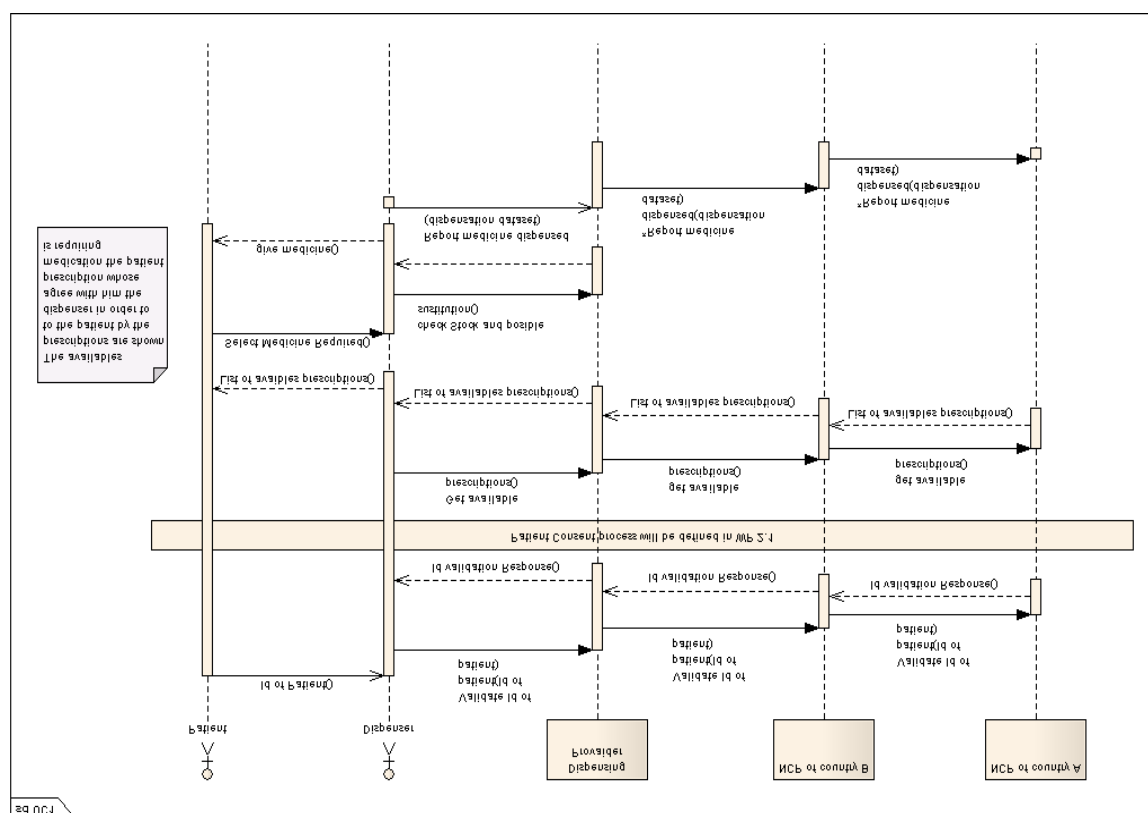 sd UC1
Patient
Dispenser
Dispensing
Provaider
NCP of country B
NCP of country A
Id of Patient()
Validate Id of
patient(Id of
patient)
Validate Id of
patient(Id of
patient)
Validate Id of
patient(Id of
patient)
Id validation Response()
Id validation Response()
Id validation Response()
Patient Consent process will be defined in WP 2.1
Get available
prescriptions()
get available
prescriptions()
get available
prescriptions()
List of availables prescriptions()
List of availables prescriptions()
List of availables prescriptions()
List of avaibles prescriptions()
The availables
prescriptions are shown
to the patient by the
dispenser in order to
agree with him the
prescription whose
medication the patient
is requiring
Select Medicine Required()
check Stock and posible
sustitution()
give medicine()
Report medicine dispensed
(dispensation dataset)
*Report medicine
dispensed(dispensation
dataset)
*Report medicine
dispensed(dispensation
dataset)